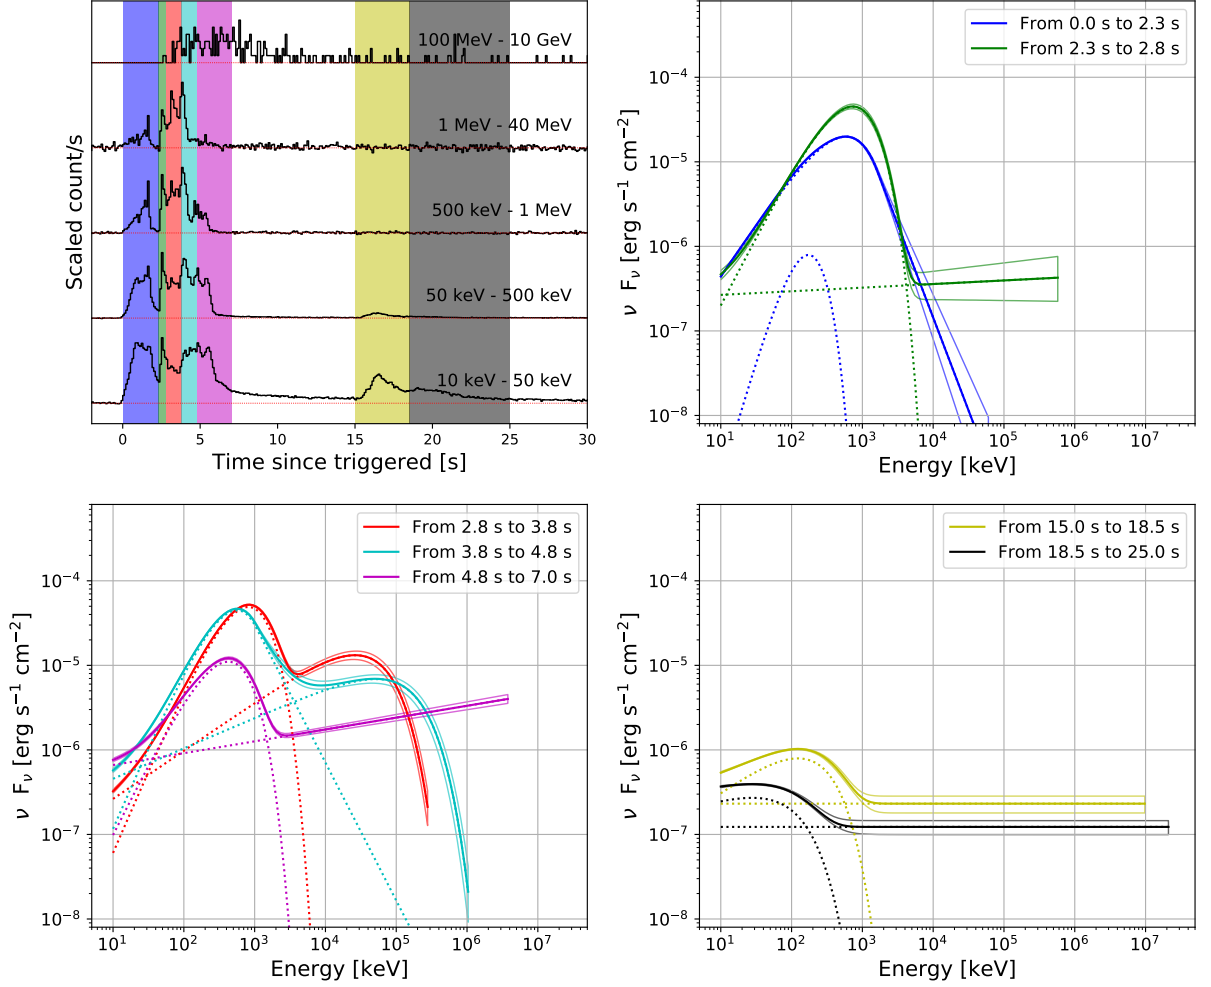 100 MeV - 10 GeV
1 MeV - 40 MeV
500 keV - 1 MeV
50 keV - 500 keV
10 keV - 50 keV
Scaled count/s
0 5 10 15 20 25 30
Time since triggered [s]
From 0.0 s to 2.3 s
From 2.3 s to 2.8 s
10⁻⁴
10⁻⁵
10⁻⁶
10⁻⁷
10⁻⁸
ν Fᵥ [erg s⁻¹ cm⁻²]
10¹ 10² 10³ 10⁴ 10⁵ 10⁶ 10⁷
Energy [keV]
From 2.8 s to 3.8 s
From 3.8 s to 4.8 s
From 4.8 s to 7.0 s
10⁻⁴
10⁻⁵
10⁻⁶
10⁻⁷
10⁻⁸
ν Fᵥ [erg s⁻¹ cm⁻²]
10¹ 10² 10³ 10⁴ 10⁵ 10⁶ 10⁷
Energy [keV]
From 15.0 s to 18.5 s
From 18.5 s to 25.0 s
10⁻⁴
10⁻⁵
10⁻⁶
10⁻⁷
10⁻⁸
ν Fᵥ [erg s⁻¹ cm⁻²]
10¹ 10² 10³ 10⁴ 10⁵ 10⁶ 10⁷
Energy [keV]